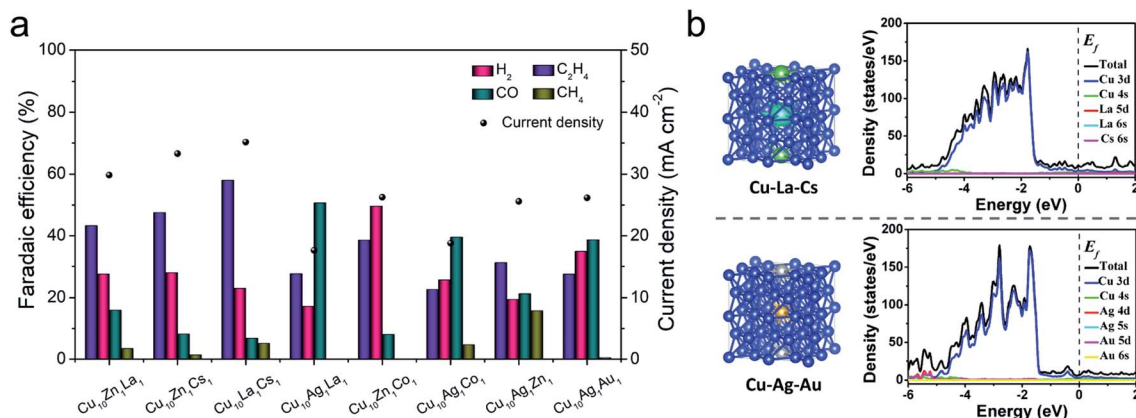 a
Faradaic efficiency (%)
100
80
60
40
20
0
H₂
C₂H₄
CO
CH₄
Current density
50
40
30
20
10
0
Current density (mA cm⁻²)
Cu₁₀Zn₁La₁
Cu₁₀Zn₁Cs₁
Cu₁₀La₁Cs₁
Cu₁₀Ag₁La₁
Cu₁₀Zn₁Co₁
Cu₁₀Ag₁Co₁
Cu₁₀Ag₁Zn₁
Cu₁₀Ag₁Au₁
b
Cu-La-Cs
Density (states/eV)
200
150
100
50
0
E_f
Total
Cu 3d
Cu 4s
La 5d
La 6s
Cs 6s
-6 -4 -2 0 2
Energy (eV)
Cu-Ag-Au
Density (states/eV)
200
150
100
50
0
E_f
Total
Cu 3d
Cu 4s
Ag 4d
Ag 5s
Au 5d
Au 6s
-6 -4 -2 0 2
Energy (eV)